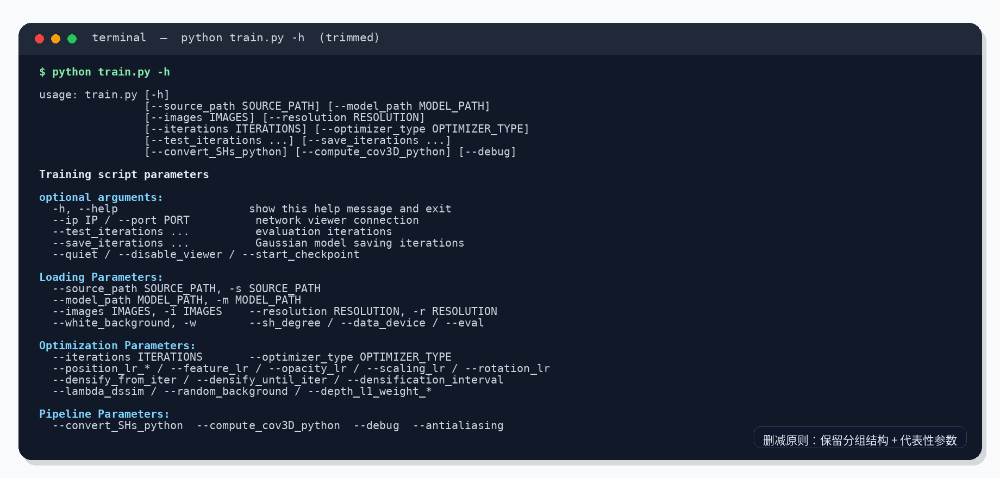 terminal — python train.py -h (trimmed)
$ python train.py -h
usage: train.py [-h]
                [--source_path SOURCE_PATH] [--model_path MODEL_PATH]
                [--images IMAGES] [--resolution RESOLUTION]
                [--iterations ITERATIONS] [--optimizer_type OPTIMIZER_TYPE]
                [--test_iterations ...] [--save_iterations ...]
                [--convert_SHs_python] [--compute_cov3D_python] [--debug]
Training script parameters
optional arguments:
  -h, --help                    show this help message and exit
  --ip IP / --port PORT          network viewer connection
  --test_iterations ...          evaluation iterations
  --save_iterations ...          Gaussian model saving iterations
  --quiet / --disable_viewer / --start_checkpoint
Loading Parameters:
  --source_path SOURCE_PATH, -s SOURCE_PATH
  --model_path MODEL_PATH, -m MODEL_PATH
  --images IMAGES, -i IMAGES    --resolution RESOLUTION, -r RESOLUTION
  --white_background, -w        --sh_degree / --data_device / --eval
Optimization Parameters:
  --iterations ITERATIONS       --optimizer_type OPTIMIZER_TYPE
  --position_lr_* / --feature_lr / --opacity_lr / --scaling_lr / --rotation_lr
  --densify_from_iter / --densify_until_iter / --densification_interval
  --lambda_dssim / --random_background / --depth_l1_weight_*
Pipeline Parameters:
  --convert_SHs_python  --compute_cov3D_python  --debug  --antialiasing
删减原则：保留分组结构 + 代表性参数